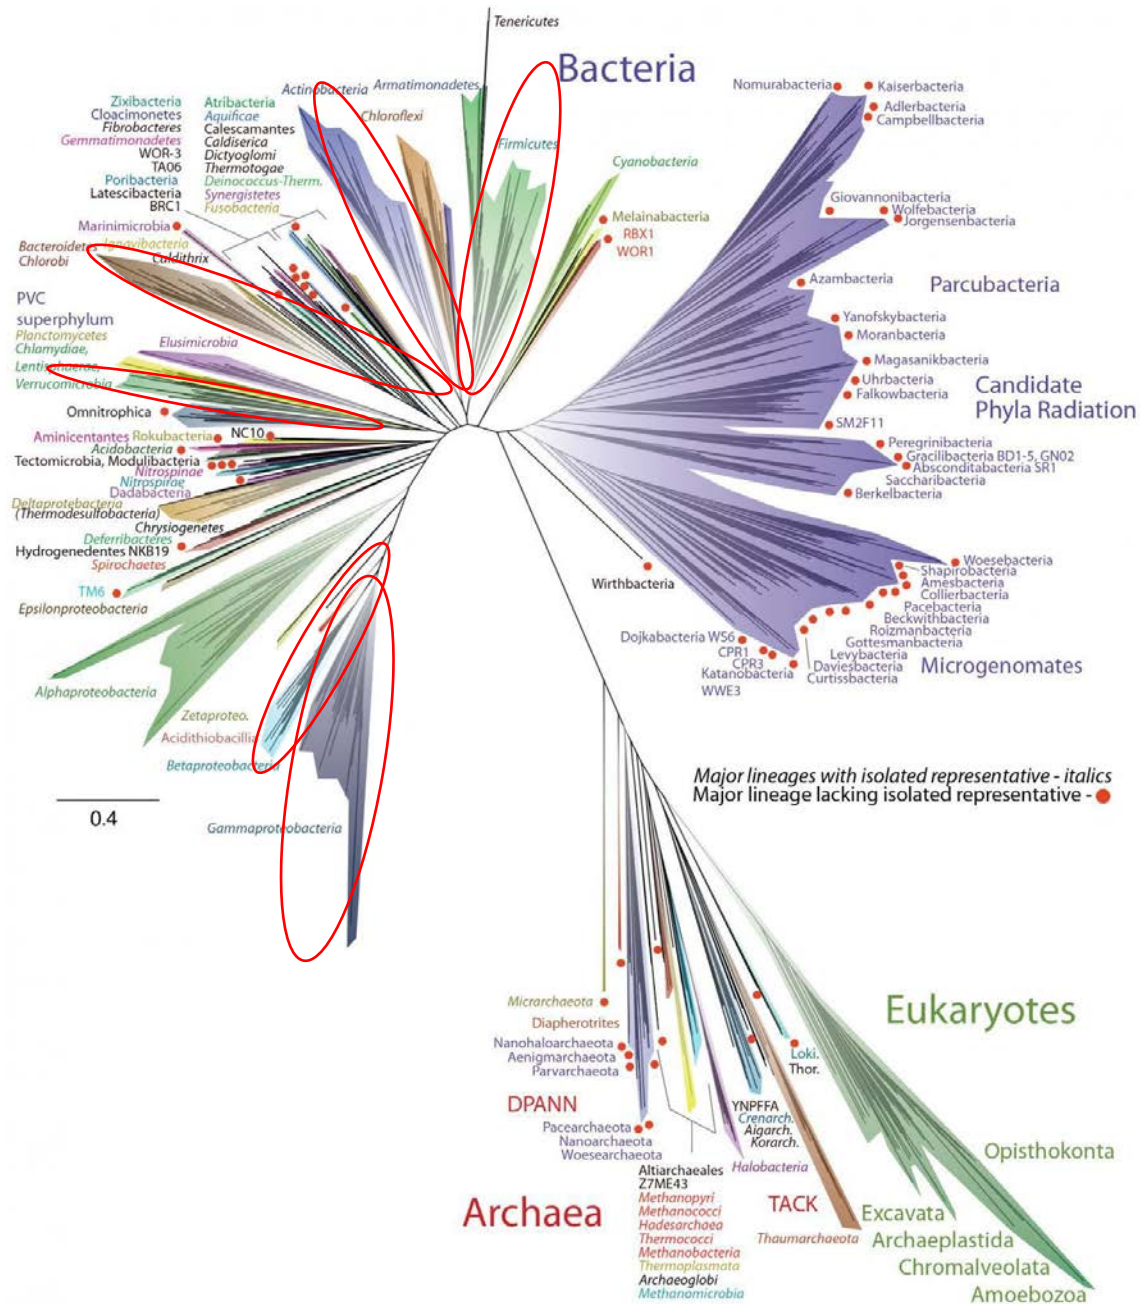 Tenericutes
Bacteria
Actinobacteria
Armatimonadetes
Chloroflexi
Firmicutes
Cyanobacteria
Melainabacteria
RBX1
WOR1
Zixibacteria
Cloacimonetes
Fibrobacteres
Gemmatimonadetes
WOR-3
TA06
Poribacteria
Latescibacteria
BRC1
Atribacteria
Aquificae
Calescamantes
Caldiserica
Dictyoglomi
Thermotogae
Deinococcus-Therm.
Synergistetes
Fusobacteria
Marinimicrobia
Bacteroidetes
Ignavibacteria
Chlorobi
Caldithrix
PVC
superphylum
Planctomycetes
Chlamydiae,
Lentisphaerae,
Verrucomicrobia
Elusimicrobia
Omnitrophica
Aminicentantes
Rokubacteria
NC10
Acidobacteria
Tectomicrobia, Modulibacteria
Nitrospinae
Nitrospirae
Dadabacteria
Deltaprotebacteria
(Thermodesulfobacteria)
Chrysiogenetes
Deferribacteres
Hydrogenedentes NKB19
Spirochaetes
TM6
Epsilonproteobacteria
Alphaproteobacteria
Zetaproteo.
Acidithiobacillia
Betaproteobacteria
Gammaproteobacteria
0.4
Nomurabacteria
Kaiserbacteria
Adlerbacteria
Campbellbacteria
Giovannonibacteria
Wolfebacteria
Jorgensenbacteria
Azambacteria
Parcubacteria
Yanofskybacteria
Moranbacteria
Magasanikbacteria
Uhrbacteria
Falkowbacteria
Candidate
Phyla Radiation
SM2F11
Peregrinibacteria
Gracilibacteria BD1-5, GN02
Absconditabacteria SR1
Saccharibacteria
Berkelbacteria
Woesebacteria
Shapirobacteria
Amesbacteria
Collierbacteria
Pacebacteria
Beckwithbacteria
Roizmanbacteria
Gottesmanbacteria
Levybacteria
Daviesbacteria
Curtissbacteria
Microgenomates
Wirthbacteria
Dojkabacteria WS6
CPR1
CPR3
Katanobacteria
WWE3
Major lineages with isolated representative - italics
Major lineage lacking isolated representative -
Micrarchaeota
Diapherotrites
Nanohaloarchaeota
Aenigmarchaeota
Parvarchaeota
DPANN
Pacearchaeota
Nanoarchaeota
Woesearchaeota
Archaea
Altiarchaeales
Z7ME43
Methanopyri
Methanococci
Hadesarchaea
Thermococci
Methanobacteria
Thermoplasmata
Archaeoglobi
Methanomicrobia
Halobacteria
YNPFFA
Crenarch.
Aigarch.
Korarch.
Loki.
Thor.
TACK
Thaumarchaeota
Eukaryotes
Opisthokonta
Excavata
Archaeplastida
Chromalveolata
Amoebozoa